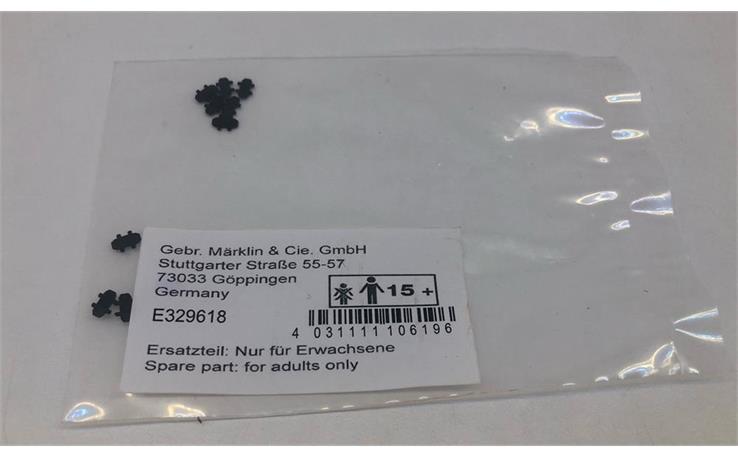 Gebr. Märklin & Cie. GmbH
Stuttgarter Straße 55-57
73033 Göppingen
Germany
15 +
E329618
4 031111 106196
Ersatzteil: Nur für Erwachsene
Spare part: for adults only